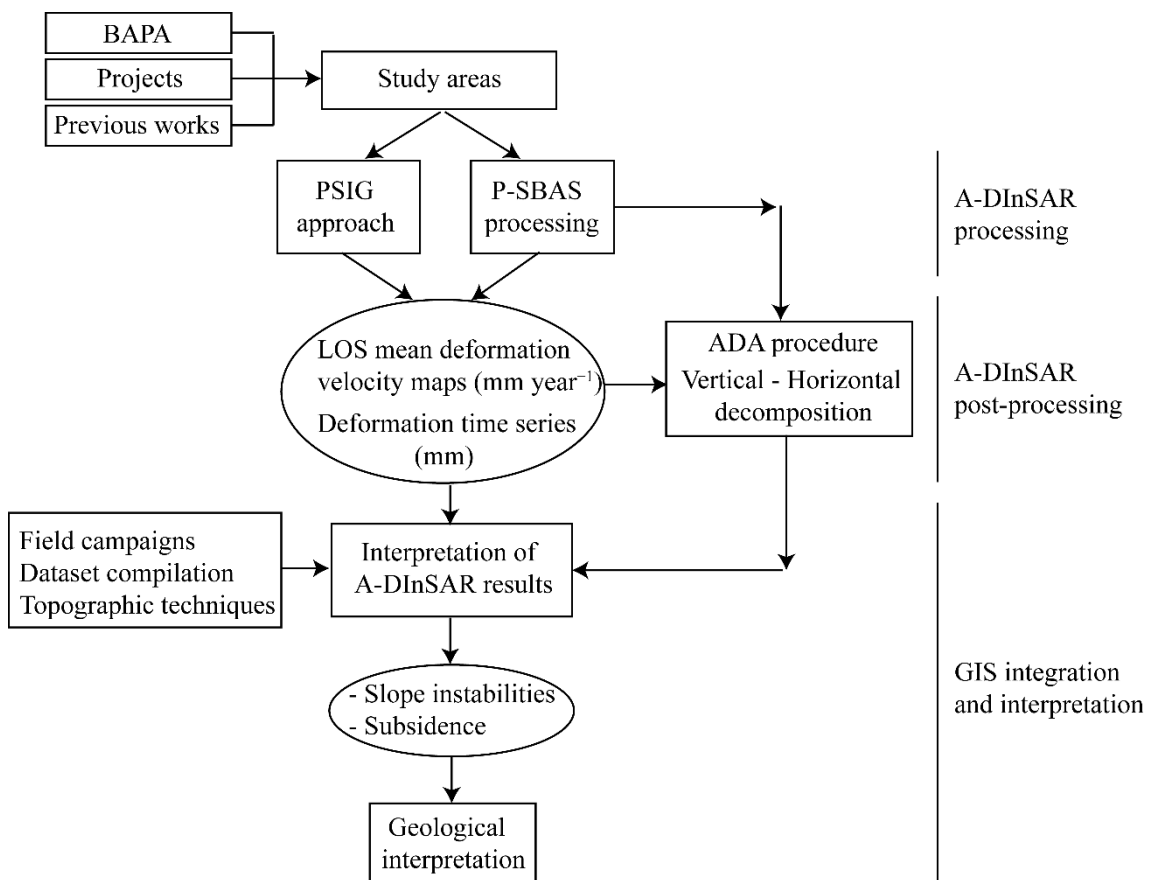 BAPA
Projects
Previous works
Study areas
PSIG
approach
P-SBAS
processing
A-DInSAR
processing
LOS mean deformation
velocity maps (mm year⁻¹)
Deformation time series
(mm)
ADA procedure
Vertical - Horizontal
decomposition
A-DInSAR
post-processing
Field campaigns
Dataset compilation
Topographic techniques
Interpretation of
A-DInSAR results
- Slope instabilities
- Subsidence
GIS integration
and interpretation
Geological
interpretation